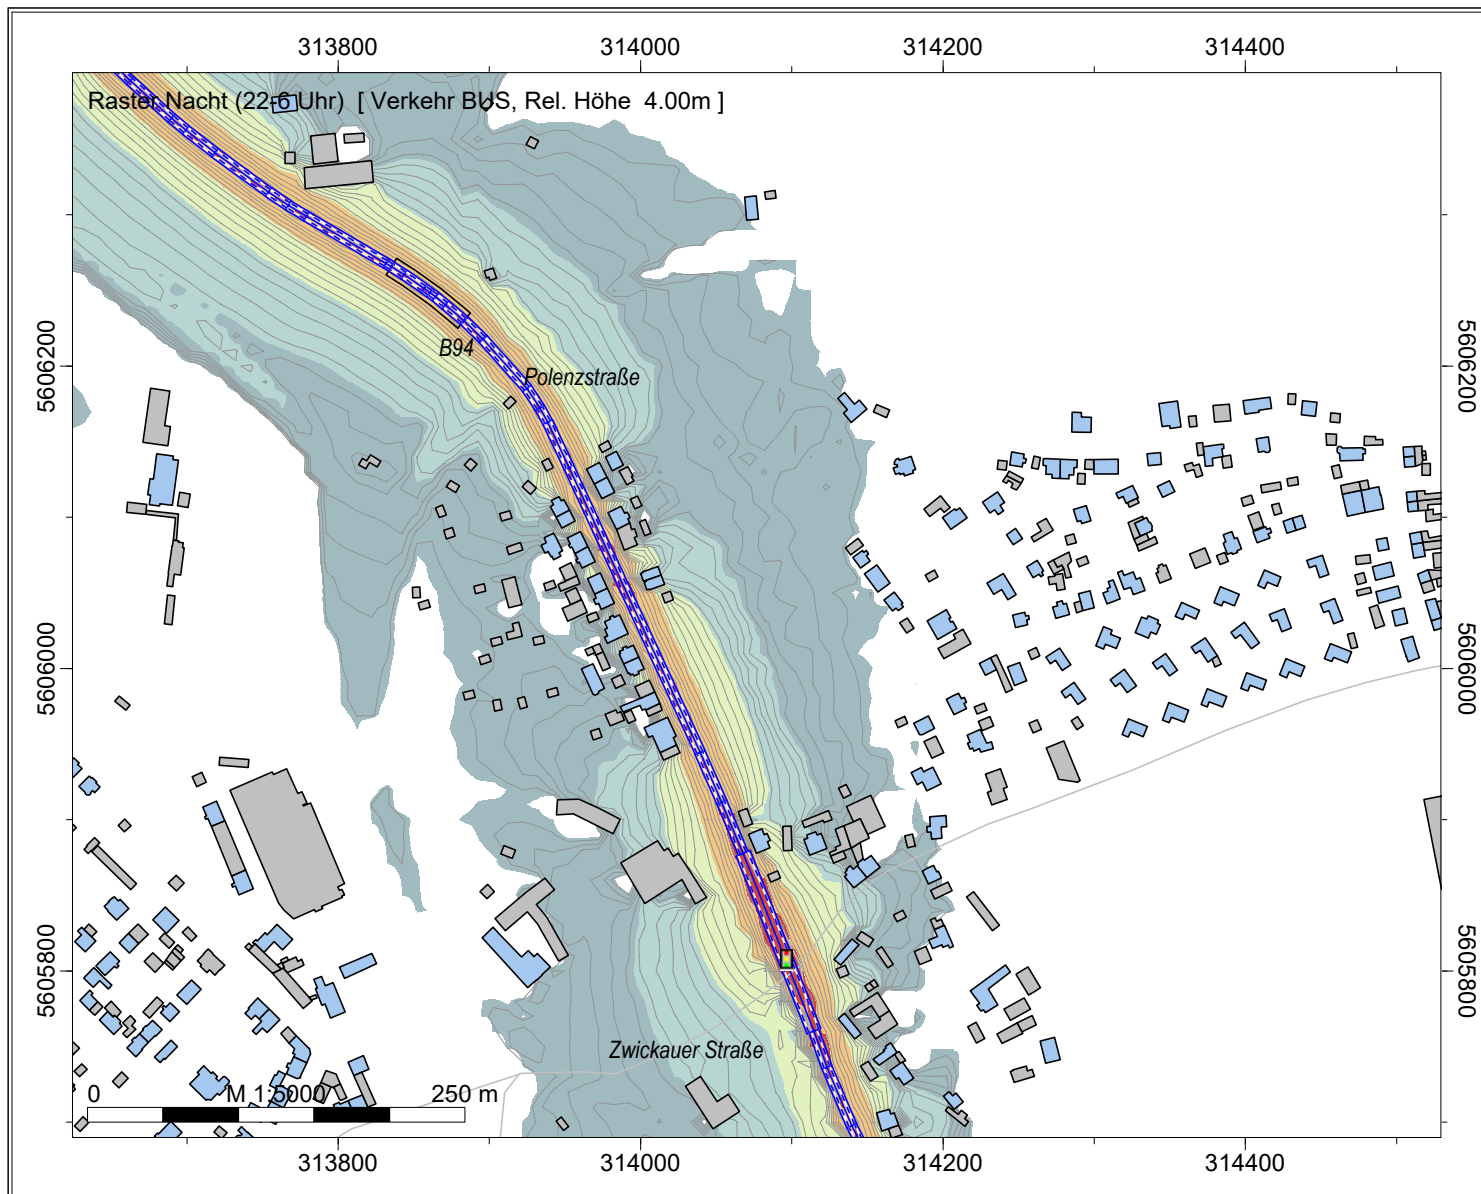 313800 314000 314200 314400
Raster Nacht (22-6 Uhr) [ Verkehr BUS, Rel. Höhe 4.00m ]
5606200 5606200
B94
Polenzstraße
5606000 5606000
5605800 5605800
Zwickauer Straße
0 M 1:5000 250 m
313800 314000 314200 314400